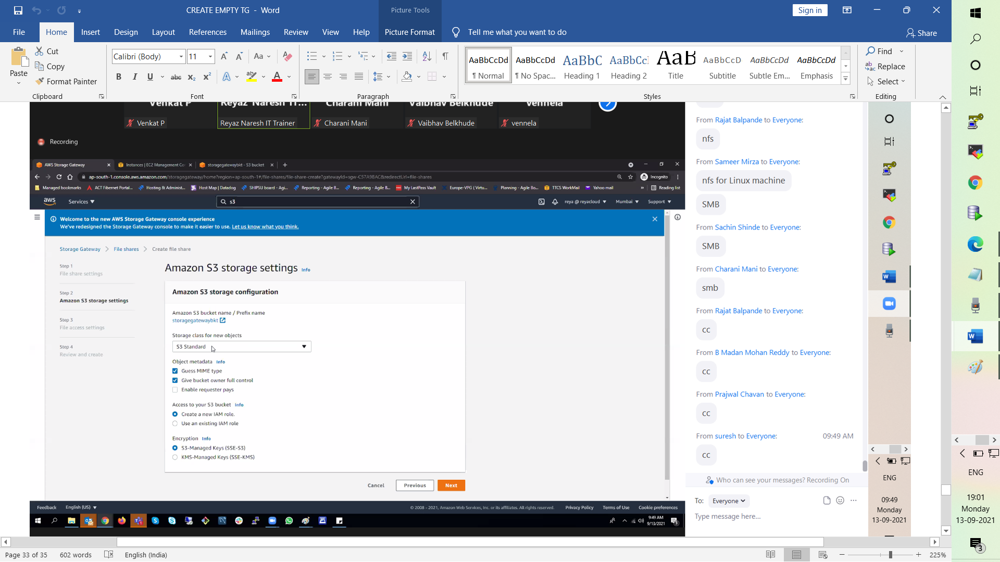 CREATE EMPTY TG - Word
Picture Tools
Sign in
File Home Insert Design Layout References Mailings Review View Help Picture Format Tell me what you want to do Share
Paste
Cut
Copy
Format Painter
Clipboard
Calibri (Body) 11
Font
Paragraph
AaBbCcDd AaBbCcDd AaBbC AaBbCc AaB AaBbCcD AaBbCcDd AaBbCcDd
¶ Normal ¶ No Spac... Heading 1 Heading 2 Title Subtitle Subtle Em... Emphasis
Styles
Find
Replace
Select
Editing
Venkat P Reyaz Naresh IT... Charani Mani Vaibhav Belkhude vennela
Venkat P Reyaz Naresh IT Trainer Charani Mani Vaibhav Belkhude vennela
Recording
AWS Storage Gateway Instances | EC2 Management Co storagegatewaybkt - S3 bucket
ap-south-1.console.aws.amazon.com/storagegateway/home?region=ap-south-1#/file-shares/file-share-create?gatewayId=sgw-C57A9BAC&redirectUrl=file-shares Incognito
Managed bookmarks ACT Fibernet Portal... Hosting & Administ... Host Map | Datadog SHIPSU board - Agi... Reporting - Agile B... Reporting - Agile B... My LastPass Vault Europe-VPG ( Virtu... Planning - Agile Bo... TTCS WorkMail Yahoo mail » Reading list
aws Services s3 reya @ reyacloud Mumbai Support
Welcome to the new AWS Storage Gateway console experience
We've redesigned the Storage Gateway console to make it easier to use. Let us know what you think.
Storage Gateway File shares Create file share
Step 1
File share settings
Step 2
Amazon S3 storage settings
Step 3
File access settings
Step 4
Review and create
Amazon S3 storage settings Info
Amazon S3 storage configuration
Amazon S3 bucket name / Prefix name
storagegatewaybkt
Storage class for new objects
S3 Standard
Object metadata Info
Guess MIME type
Give bucket owner full control
Enable requester pays
Access to your S3 bucket Info
Create a new IAM role.
Use an existing IAM role
Encryption Info
S3-Managed Keys (SSE-S3)
KMS-Managed Keys (SSE-KMS)
Cancel Previous Next
Feedback English (US) © 2008 - 2021, Amazon Web Services, Inc. or its affiliates. All rights reserved. Privacy Policy Terms of Use Cookie preferences
9:49 AM
9/13/2021
From Rajat Balpande to Everyone:
nfs
From Sameer Mirza to Everyone:
nfs for Linux machine
SMB
From Sachin Shinde to Everyone:
SMB
From Charani Mani to Everyone:
smb
From Rajat Balpande to Everyone:
cc
From B Madan Mohan Reddy to Everyone:
cc
From Prajwal Chavan to Everyone:
cc
From suresh to Everyone: 09:49 AM
cc
Who can see your messages? Recording On
To: Everyone
Type message here...
ENG
09:49
Monday
13-09-2021
ENG
19:01
Monday
13-09-2021
3
Page 33 of 35 602 words English (India) 225%